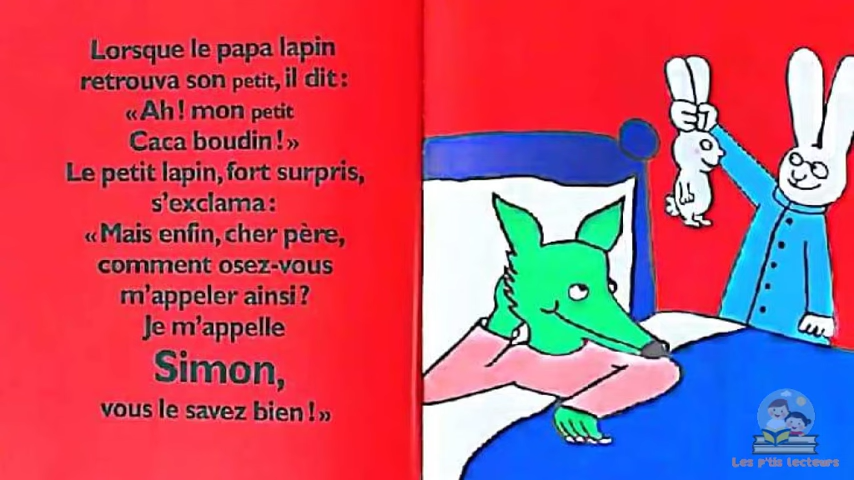 Lorsque le papa lapin
retrouva son petit, il dit :
« Ah ! mon petit
Caca boudin ! »
Le petit lapin, fort surpris,
s'exclama :
« Mais enfin, cher père,
comment osez-vous
m'appeler ainsi ?
Je m'appelle
Simon,
vous le savez bien ! »
Les p'tis lecteurs